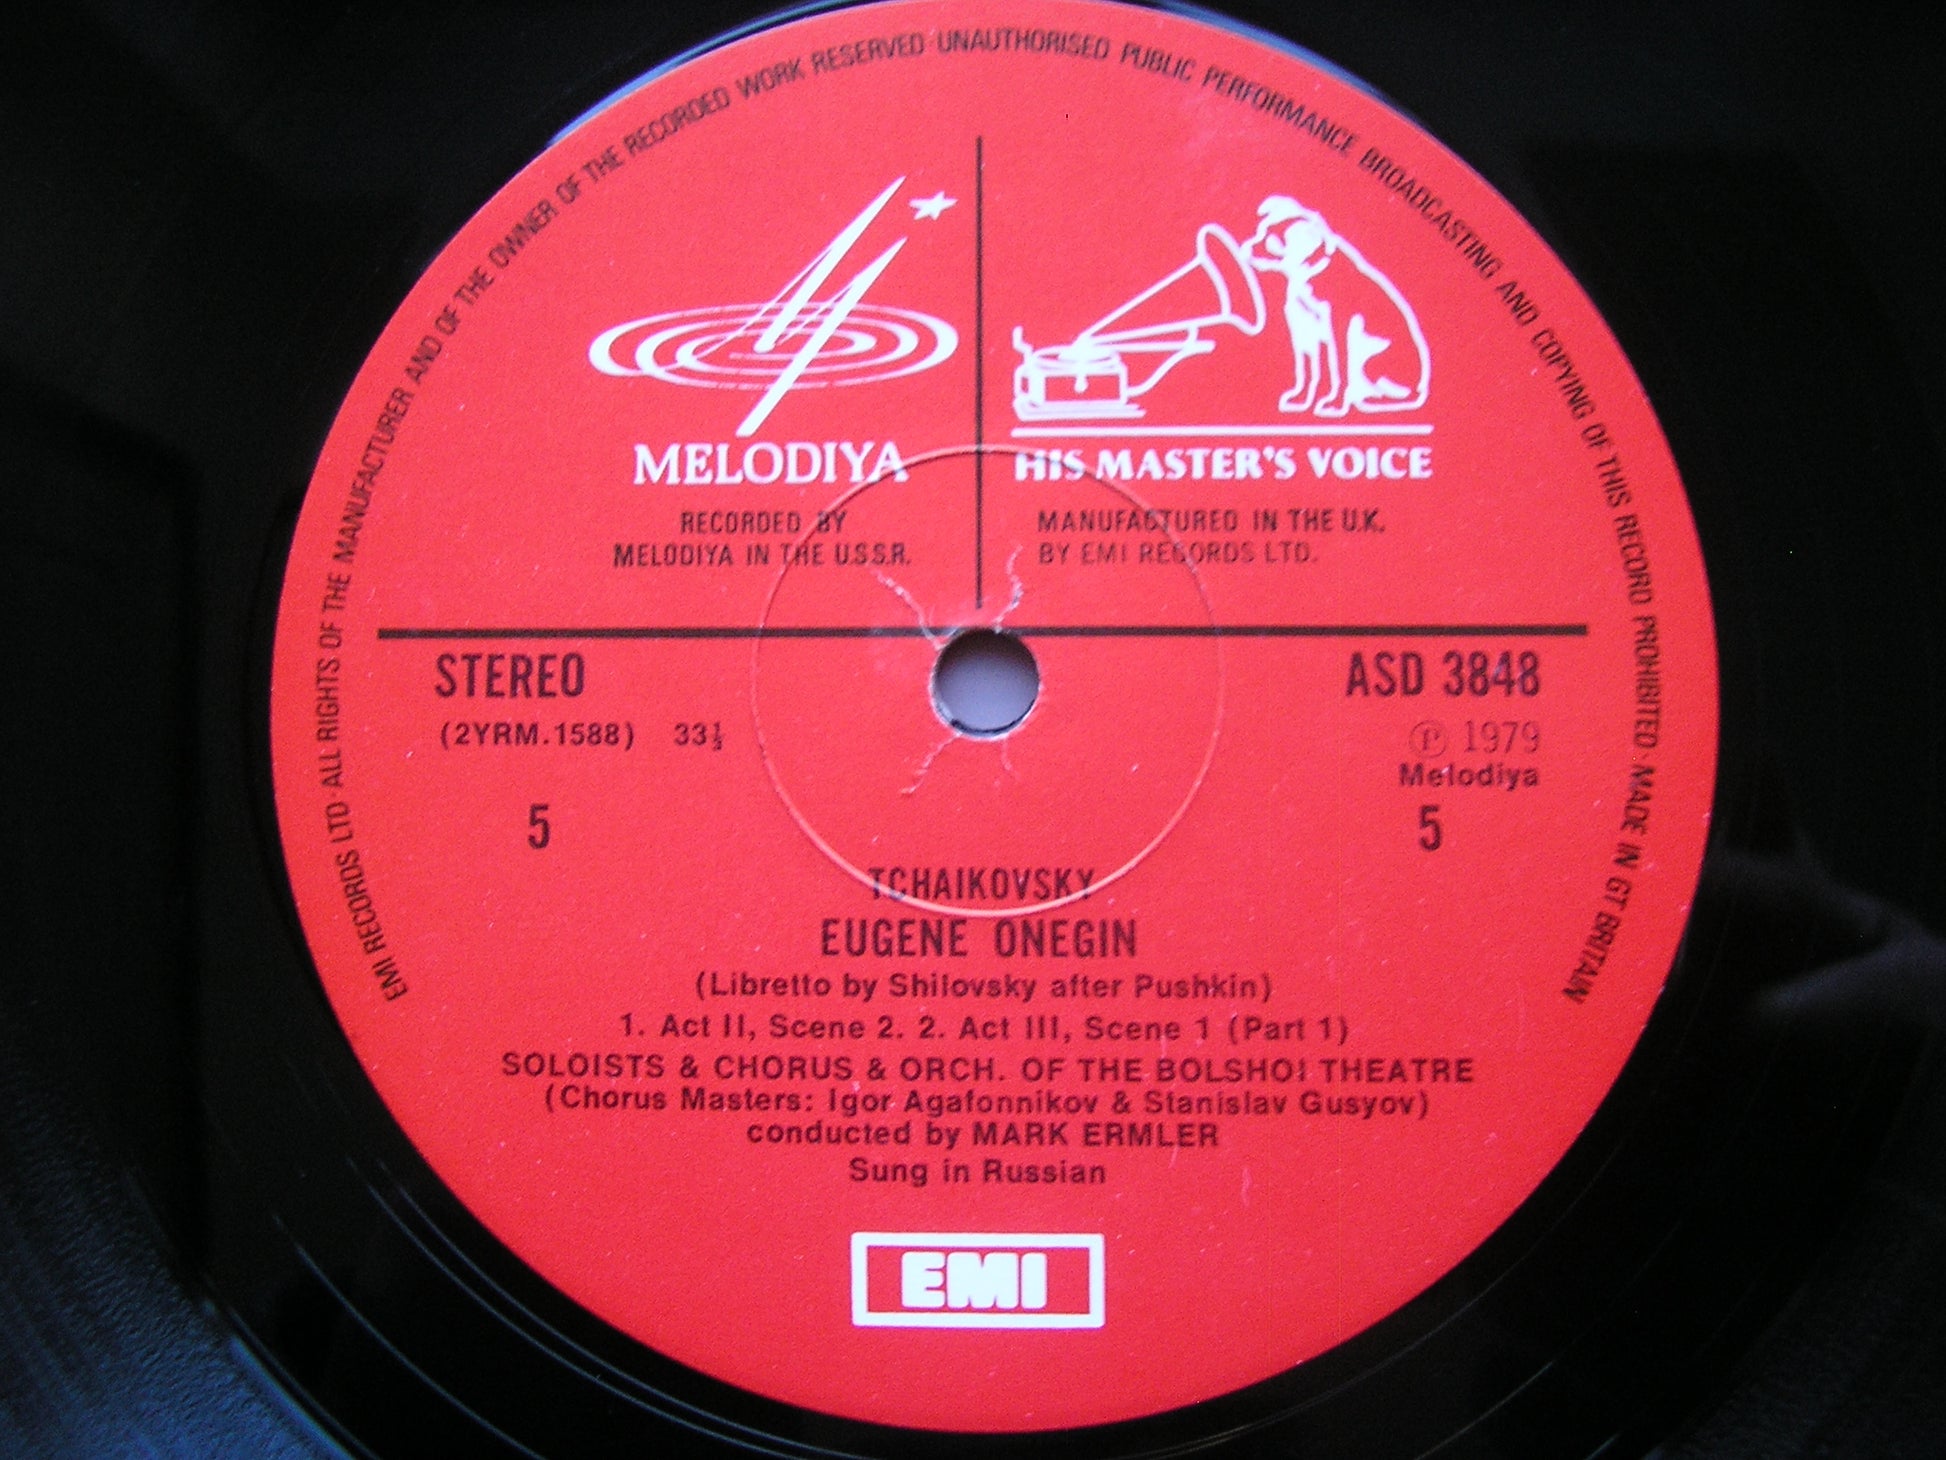 EMI RECORDS LTD · ALL RIGHTS OF THE MANUFACTURER AND OF THE OWNER OF THE RECORDED WORK RESERVED · UNAUTHORISED PUBLIC PERFORMANCE BROADCASTING AND COPYING OF THIS RECORD PROHIBITED · MADE IN GT BRITAIN
MELODIYA
RECORDED BY
MELODIYA IN THE U.S.S.R.
HIS MASTER'S VOICE
MANUFACTURED IN THE U.K.
BY EMI RECORDS LTD.
STEREO
(2YRM.1588) 33⅓
5
ASD 3848
℗ 1979
Melodiya
5
TCHAIKOVSKY
EUGENE ONEGIN
(Libretto by Shilovsky after Pushkin)
1. Act II, Scene 2. 2. Act III, Scene 1 (Part 1)
SOLOISTS & CHORUS & ORCH. OF THE BOLSHOI THEATRE
(Chorus Masters: Igor Agafonnikov & Stanislav Gusyov)
conducted by MARK ERMLER
Sung in Russian
EMI